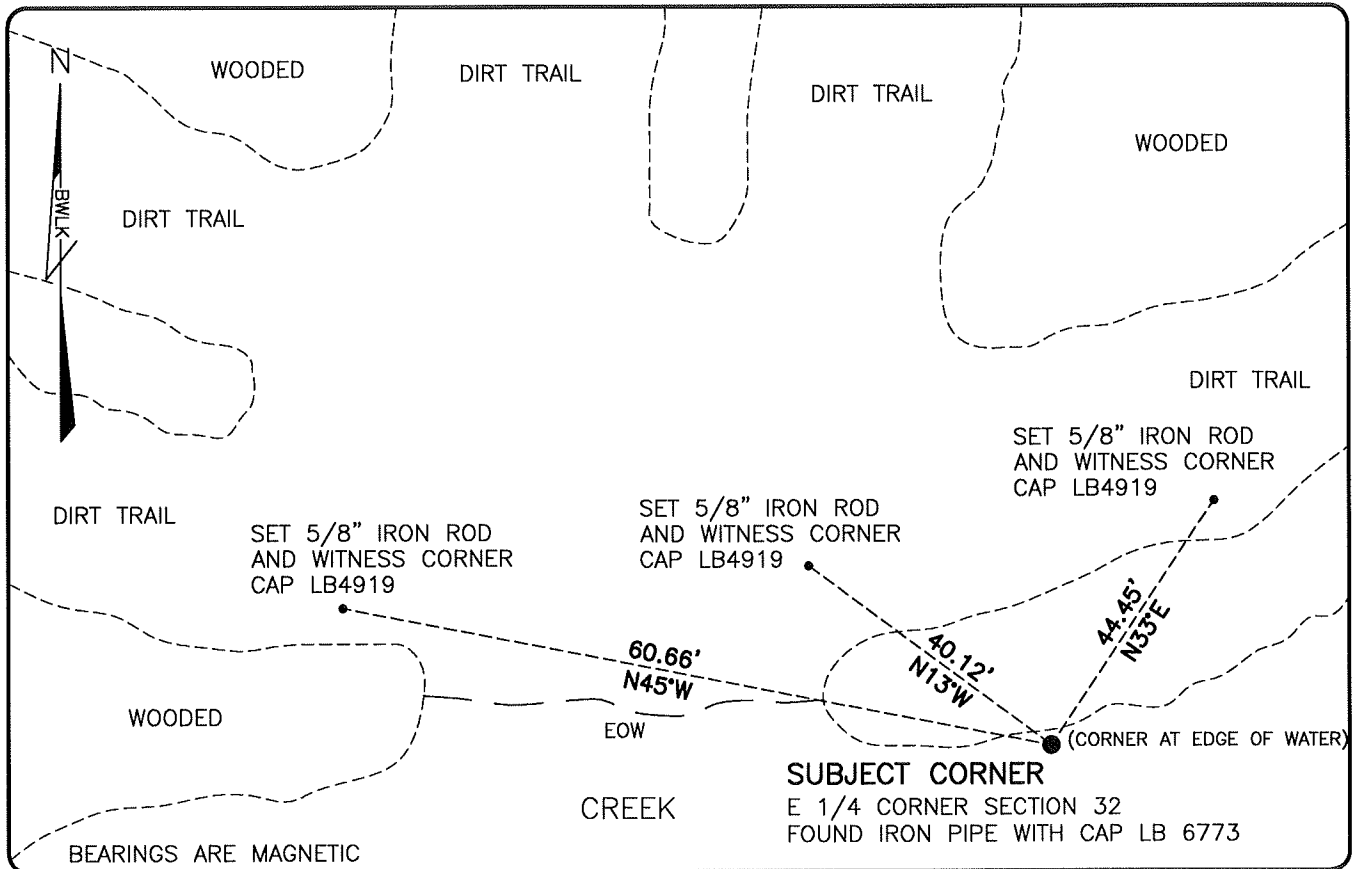 N
WOODED
DIRT TRAIL
DIRT TRAIL
WOODED
BWLK
DIRT TRAIL
DIRT TRAIL
SET 5/8" IRON ROD
AND WITNESS CORNER
CAP LB4919
SET 5/8" IRON ROD
AND WITNESS CORNER
CAP LB4919
DIRT TRAIL
SET 5/8" IRON ROD
AND WITNESS CORNER
CAP LB4919
44.45'
N33°E
40.12'
N13°W
60.66'
N45°W
WOODED
EOW
(CORNER AT EDGE OF WATER)
SUBJECT CORNER
E 1/4 CORNER SECTION 32
FOUND IRON PIPE WITH CAP LB 6773
CREEK
BEARINGS ARE MAGNETIC